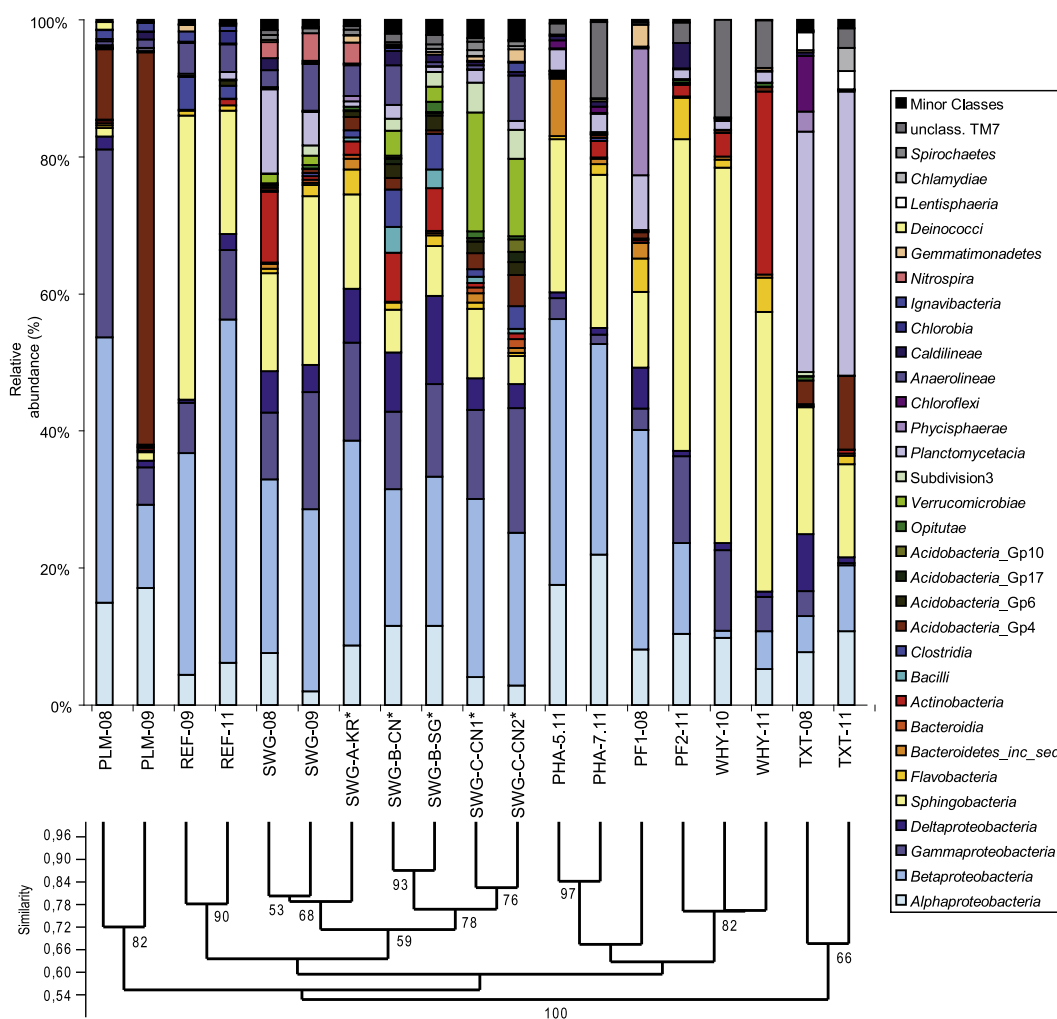 100%
80%
60%
40%
20%
0%
Relative
abundance (%)
PLM-08
PLM-09
REF-09
REF-11
SWG-08
SWG-09
SWG-A-KR*
SWG-B-CN*
SWG-B-SG*
SWG-C-CN1*
SWG-C-CN2*
PHA-5.11
PHA-7.11
PF1-08
PF2-11
WHY-10
WHY-11
TXT-08
TXT-11
Minor Classes
unclass. TM7
Spirochaetes
Chlamydiae
Lentisphaeria
Deinococci
Gemmatimonadetes
Nitrospira
Ignavibacteria
Chlorobia
Caldilineae
Anaerolineae
Chloroflexi
Phycisphaerae
Planctomycetacia
Subdivision3
Verrucomicrobiae
Opitutae
Acidobacteria_Gp10
Acidobacteria_Gp17
Acidobacteria_Gp6
Acidobacteria_Gp4
Clostridia
Bacilli
Actinobacteria
Bacteroidia
Bacteroidetes_inc_sed
Flavobacteria
Sphingobacteria
Deltaproteobacteria
Gammaproteobacteria
Betaproteobacteria
Alphaproteobacteria
Similarity
0,96
0,90
0,84
0,78
0,72
0,66
0,60
0,54
82
90
53
68
59
93
78
76
97
82
66
100